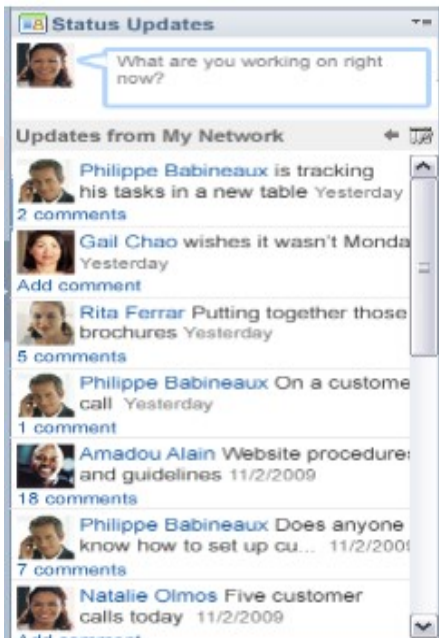 Status Updates
What are you working on right
now?
Updates from My Network
Philippe Babineaux is tracking
his tasks in a new table Yesterday
2 comments
Gail Chao wishes it wasn't Monda
Yesterday
Add comment
Rita Ferrar Putting together those
brochures Yesterday
5 comments
Philippe Babineaux On a custome
call Yesterday
1 comment
Amadou Alain Website procedure
and guidelines 11/2/2009
18 comments
Philippe Babineaux Does anyone
know how to set up cu... 11/2/200
7 comments
Natalie Olmos Five customer
calls today 11/2/2009
Add comment